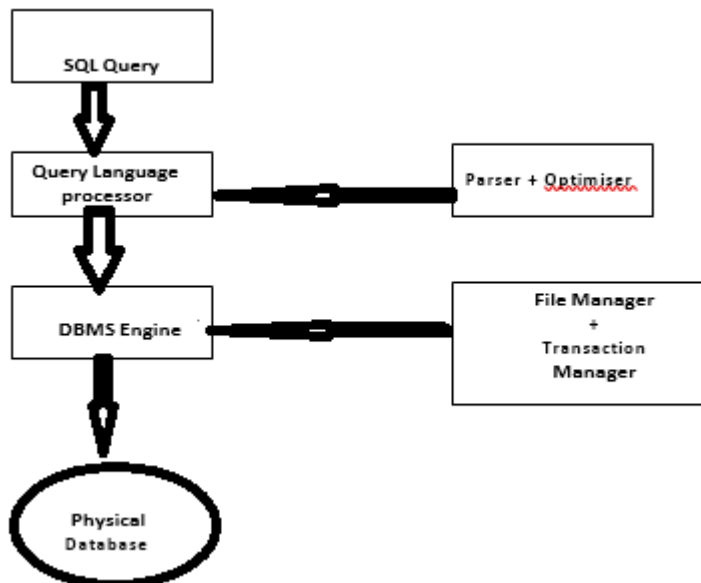 SQL Query
Query Language
processor
Parser + Optimiser
DBMS Engine
File Manager
+
Transaction
Manager
Physical
Database